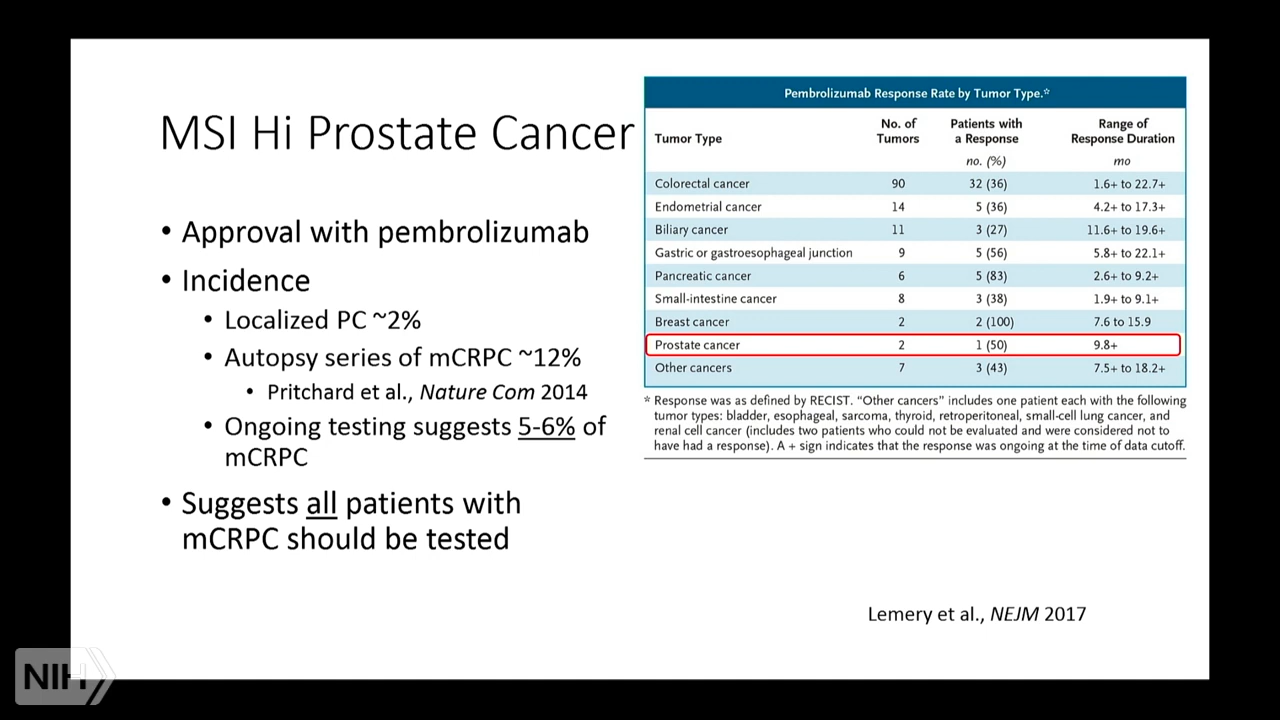 MSI Hi Prostate Cancer
• Approval with pembrolizumab
• Incidence
• Localized PC ~2%
• Autopsy series of mCRPC ~12%
• Pritchard et al., Nature Com 2014
• Ongoing testing suggests 5-6% of
mCRPC
• Suggests all patients with
mCRPC should be tested
Pembrolizumab Response Rate by Tumor Type.*
Tumor Type No. of Tumors Patients with a Response Range of Response Duration
no. (%) mo
Colorectal cancer 90 32 (36) 1.6+ to 22.7+
Endometrial cancer 14 5 (36) 4.2+ to 17.3+
Biliary cancer 11 3 (27) 11.6+ to 19.6+
Gastric or gastroesophageal junction 9 5 (56) 5.8+ to 22.1+
Pancreatic cancer 6 5 (83) 2.6+ to 9.2+
Small-intestine cancer 8 3 (38) 1.9+ to 9.1+
Breast cancer 2 2 (100) 7.6 to 15.9
Prostate cancer 2 1 (50) 9.8+
Other cancers 7 3 (43) 7.5+ to 18.2+
* Response was as defined by RECIST. “Other cancers” includes one patient each with the following
tumor types: bladder, esophageal, sarcoma, thyroid, retroperitoneal, small-cell lung cancer, and
renal cell cancer (includes two patients who could not be evaluated and were considered not to
have had a response). A + sign indicates that the response was ongoing at the time of data cutoff.
Lemery et al., NEJM 2017
NIH